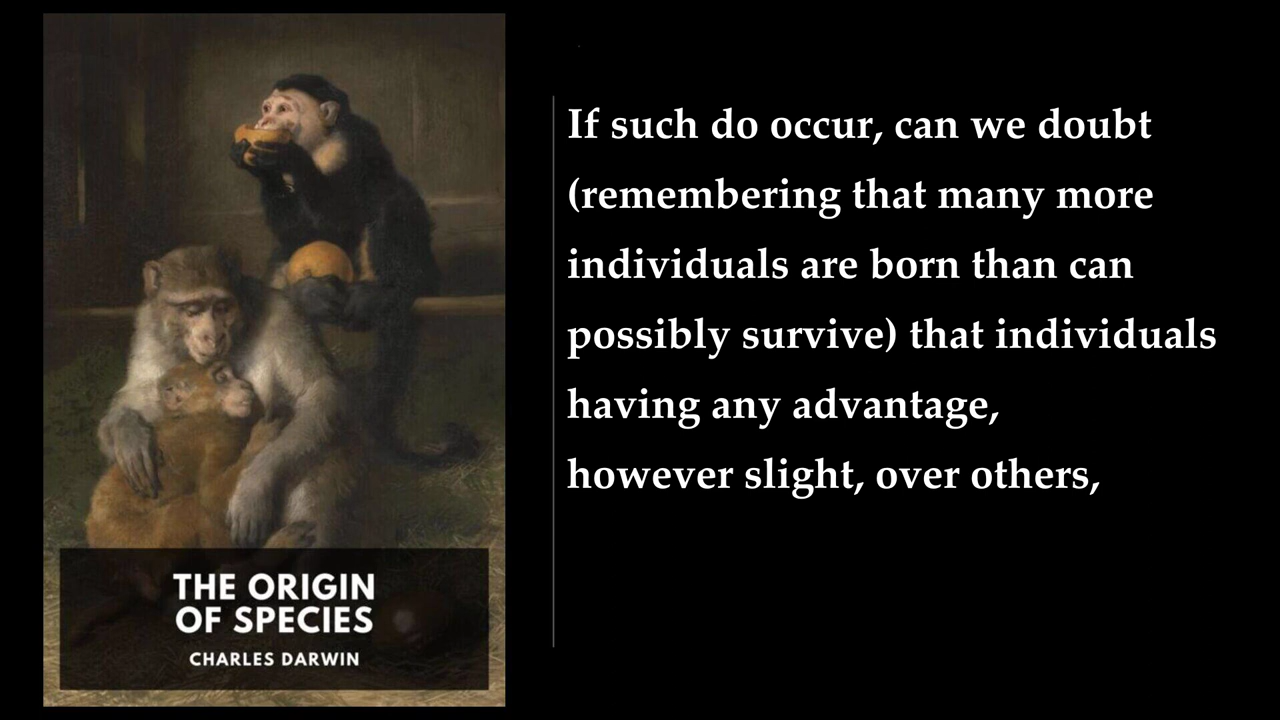 If such do occur, can we doubt
(remembering that many more
individuals are born than can
possibly survive) that individuals
having any advantage,
however slight, over others,
THE ORIGIN
OF SPECIES
CHARLES DARWIN